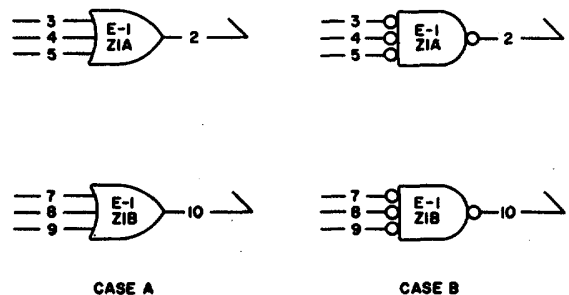 3 E-1 3 E-1
4 Z1A 2 4 Z1A 2
5 5
7 E-1 7 E-1
8 Z1B 10 8 Z1B 10
9 9
CASE A CASE B